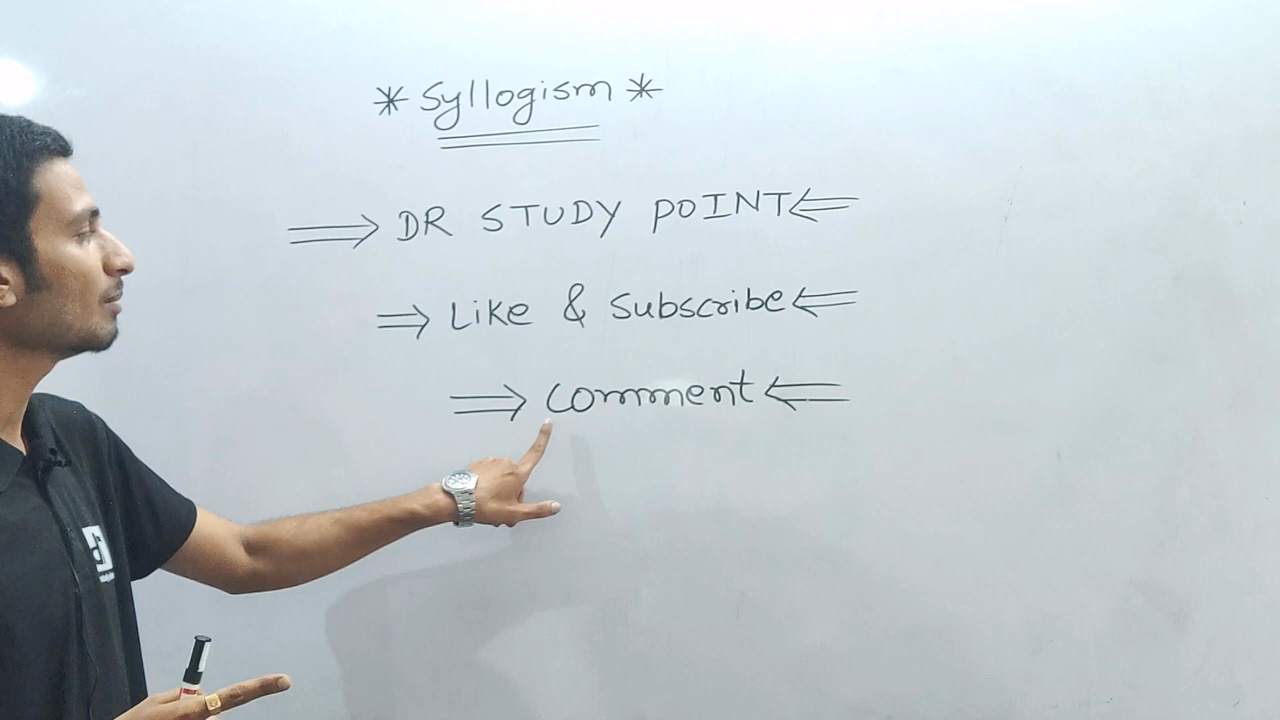 * Syllogism *
⇒ DR STUDY POINT ⇐
⇒ Like & Subscribe ⇐
⇒ Comment ⇐